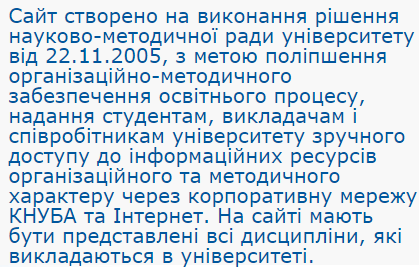 Сайт створено на виконання рішення
науково-методичної ради університету
від 22.11.2005, з метою поліпшення
організаційно-методичного
забезпечення освітнього процесу,
надання студентам, викладачам і
співробітникам університету зручного
доступу до інформаційних ресурсів
організаційного та методичного
характеру через корпоративну мережу
КНУБА та Інтернет. На сайті мають
бути представлені всі дисципліни, які
викладаються в університеті.